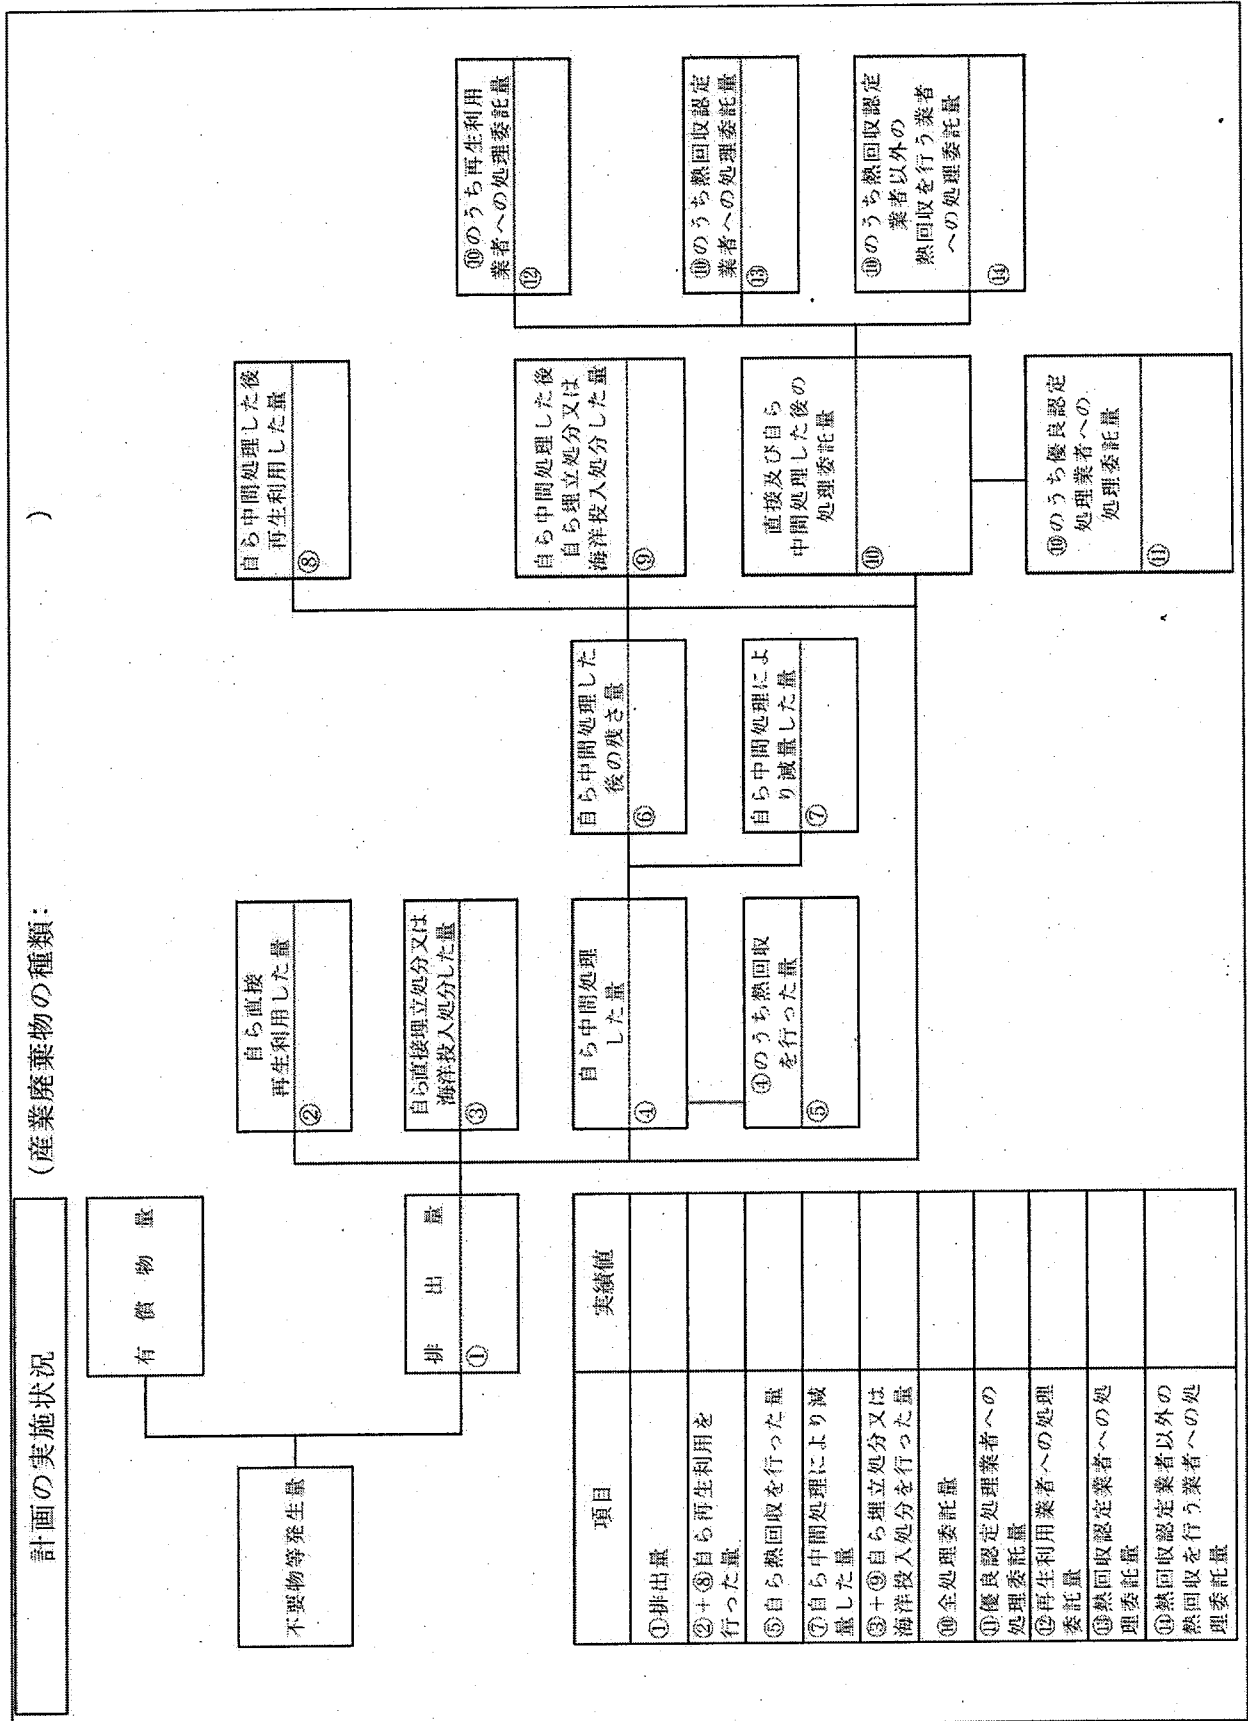 計画の実施状況
(産業廃棄物の種類: )
不要物等発生量
有償物量
排出量
①
自ら直接
再生利用した量
②
自ら直接埋立処分又は
海洋投入処分した量
③
自ら中間処理
した量
④
④のうち熱回収
を行った量
⑤
自ら中間処理した
後の残さ量
⑥
自ら中間処理によ
り減量した量
⑦
自ら中間処理した後
再生利用した量
⑧
自ら中間処理した後
自ら埋立処分又は
海洋投入処分した量
⑨
直接及び自ら
中間処理した後の
処理委託量
⑩
⑩のうち優良認定
処理業者への
処理委託量
⑪
⑩のうち再生利用
業者への処理委託量
⑫
⑩のうち熱回収認定
業者への処理委託量
⑬
⑩のうち熱回収認定
業者以外の
熱回収を行う業者
への処理委託量
⑭
項目
実績値
①排出量
②+⑧自ら再生利用を
行った量
⑤自ら熱回収を行った量
⑦自ら中間処理により減
量した量
③+⑨自ら埋立処分又は
海洋投入処分を行った量
⑩全処理委託量
⑪優良認定処理業者への
処理委託量
⑫再生利用業者への処理
委託量
⑬熱回収認定業者への処
理委託量
⑭熱回収認定業者以外の
熱回収を行う業者への処
理委託量